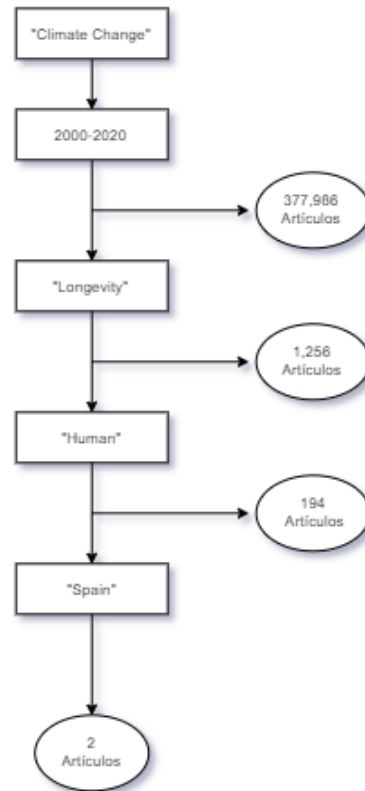 "Climate Change"
2000-2020
377,986
Artículos
"Longevity"
1,256
Artículos
"Human"
194
Artículos
"Spain"
2
Artículos